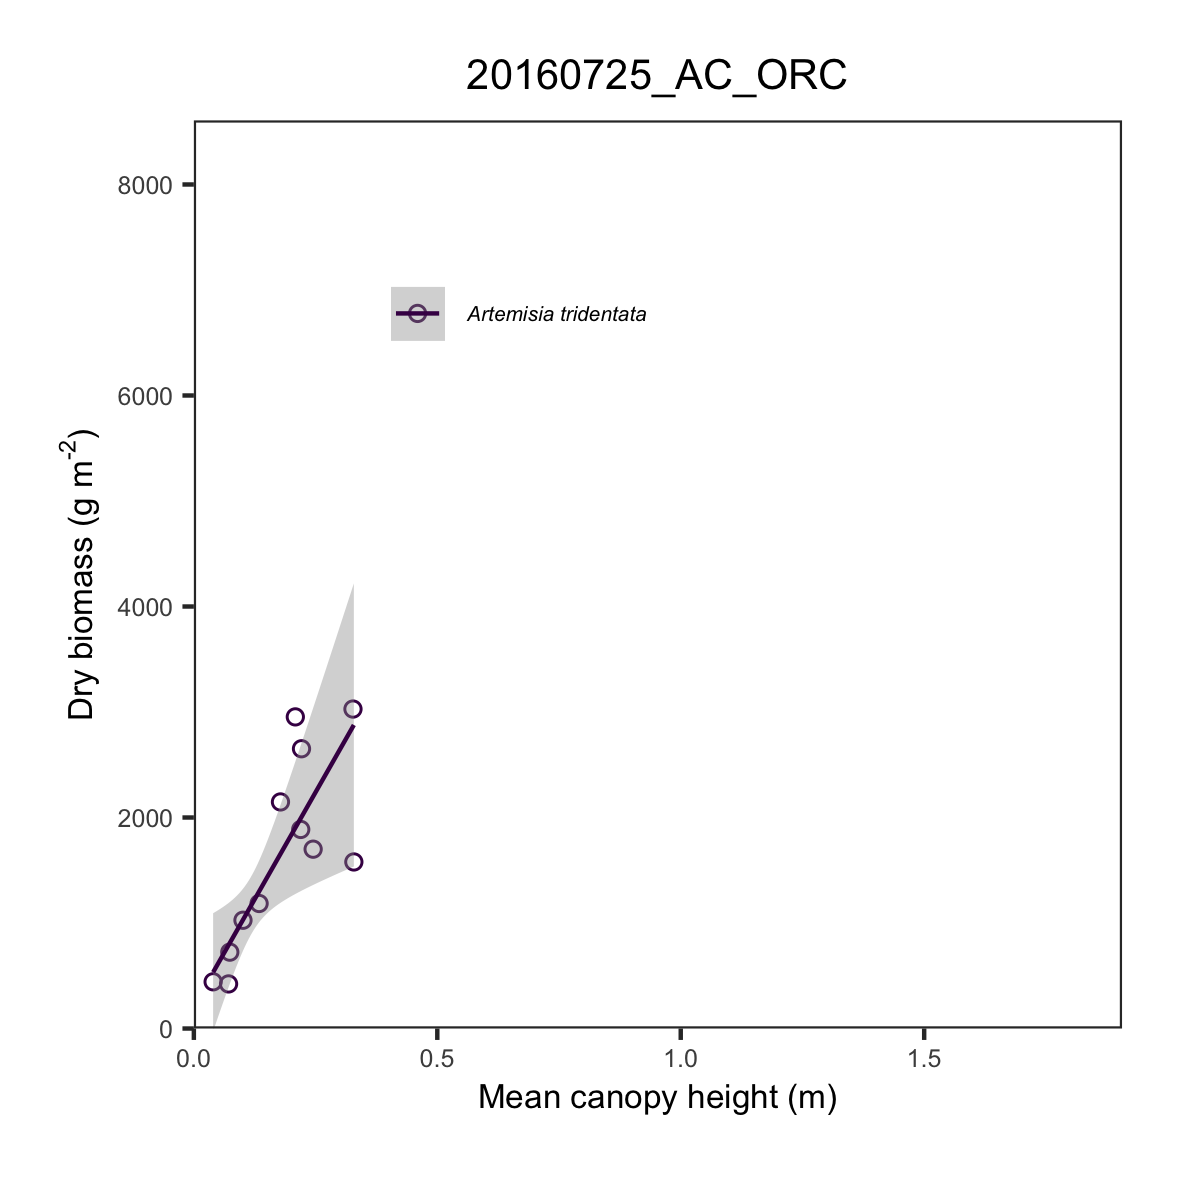 20160725_AC_ORC
8000
6000
4000
2000
0
Artemisia tridentata
Dry biomass (g m⁻²)
0.0 0.5 1.0 1.5
Mean canopy height (m)